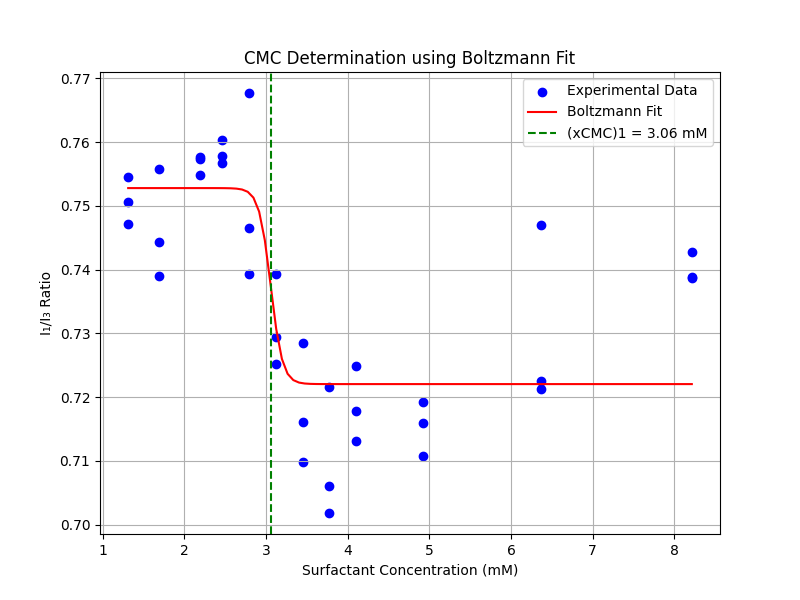 CMC Determination using Boltzmann Fit
Experimental Data
Boltzmann Fit
(xCMC)1 = 3.06 mM
0.77
0.76
0.75
0.74
0.73
0.72
0.71
0.70
I₁/I₃ Ratio
1 2 3 4 5 6 7 8
Surfactant Concentration (mM)